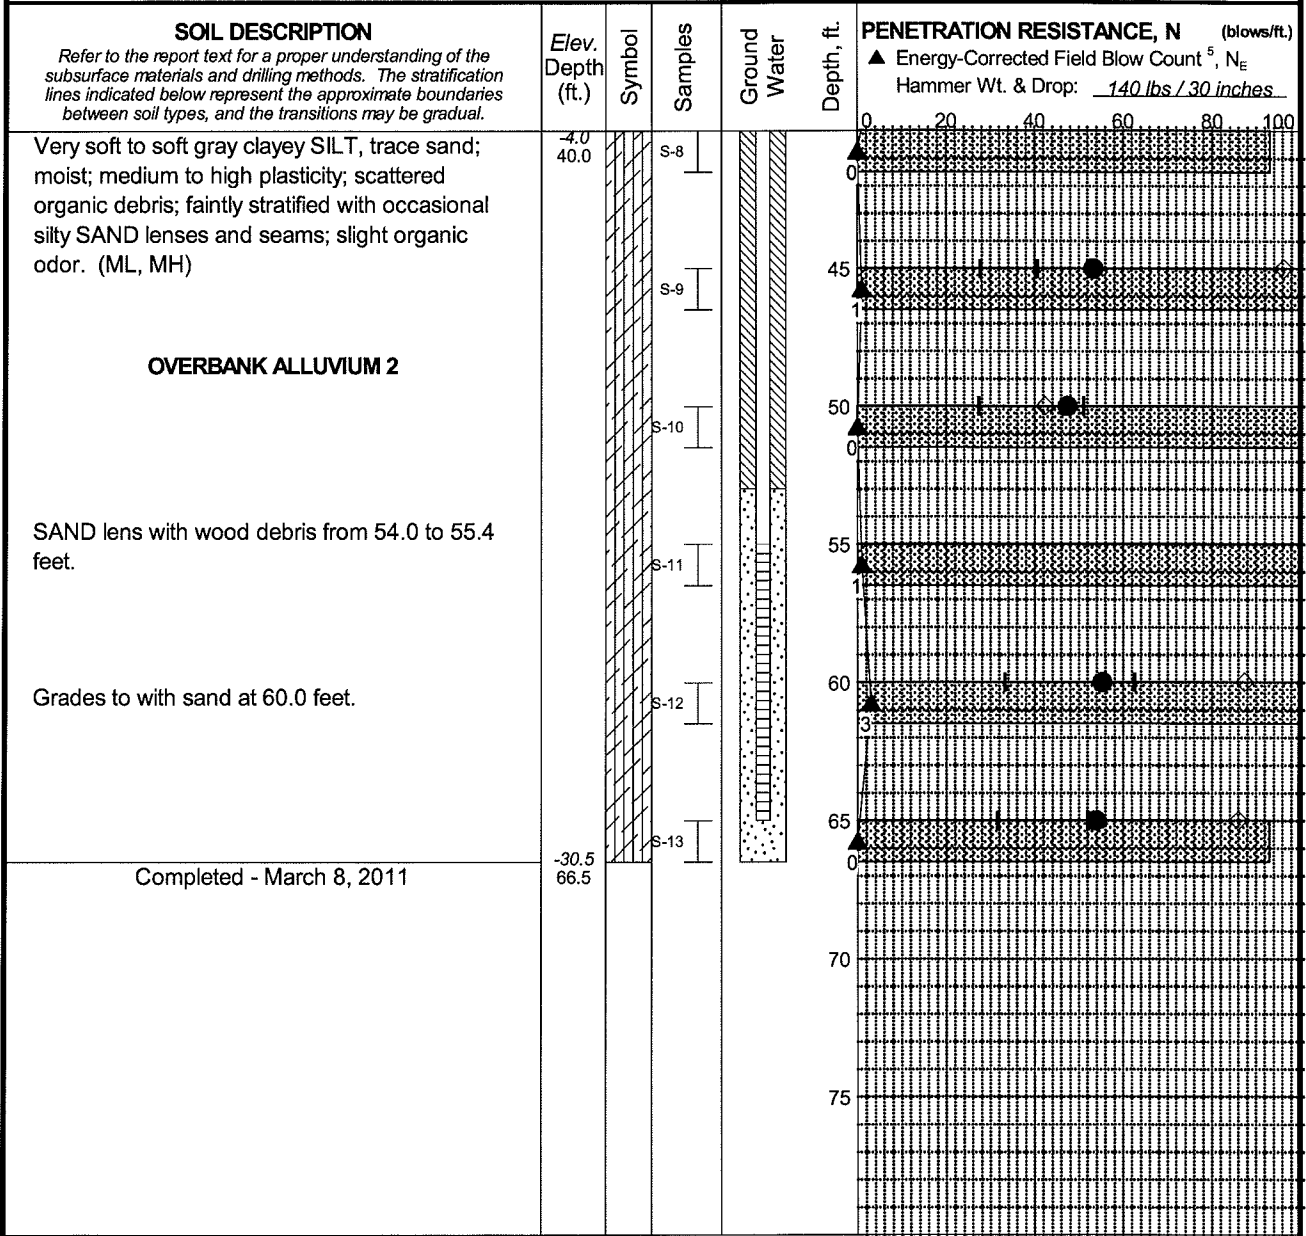 SOIL DESCRIPTION
Refer to the report text for a proper understanding of the
subsurface materials and drilling methods. The stratification
lines indicated below represent the approximate boundaries
between soil types, and the transitions may be gradual.
Elev.
Depth
(ft.)
Symbol
Samples
Ground
Water
Depth, ft.
PENETRATION RESISTANCE, N (blows/ft.)
▲ Energy-Corrected Field Blow Count 5, NE
Hammer Wt. & Drop: 140 lbs / 30 inches
0 20 40 60 80 100
Very soft to soft gray clayey SILT, trace sand;
moist; medium to high plasticity; scattered
organic debris; faintly stratified with occasional
silty SAND lenses and seams; slight organic
odor. (ML, MH)
-4.0
40.0
S-8
0
S-9
45
1
OVERBANK ALLUVIUM 2
S-10
50
0
SAND lens with wood debris from 54.0 to 55.4
feet.
S-11
55
1
Grades to with sand at 60.0 feet.
S-12
60
3
S-13
65
0
-30.5
66.5
Completed - March 8, 2011
70
75